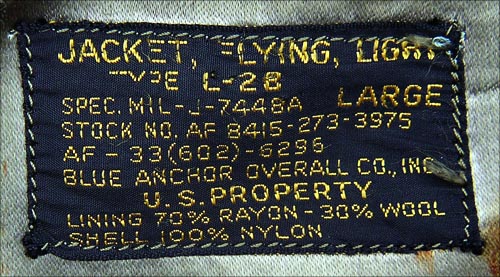 JACKET, FLYING, LIGHT
TYPE L-2B
LARGE
SPEC. MIL-J-7448A
STOCK NO. AF 8415-273-3975
AF-33(602)-6296
BLUE ANCHOR OVERALL CO., INC
U.S. PROPERTY
LINING 70% RAYON-30% WOOL
SHELL 100% NYLON